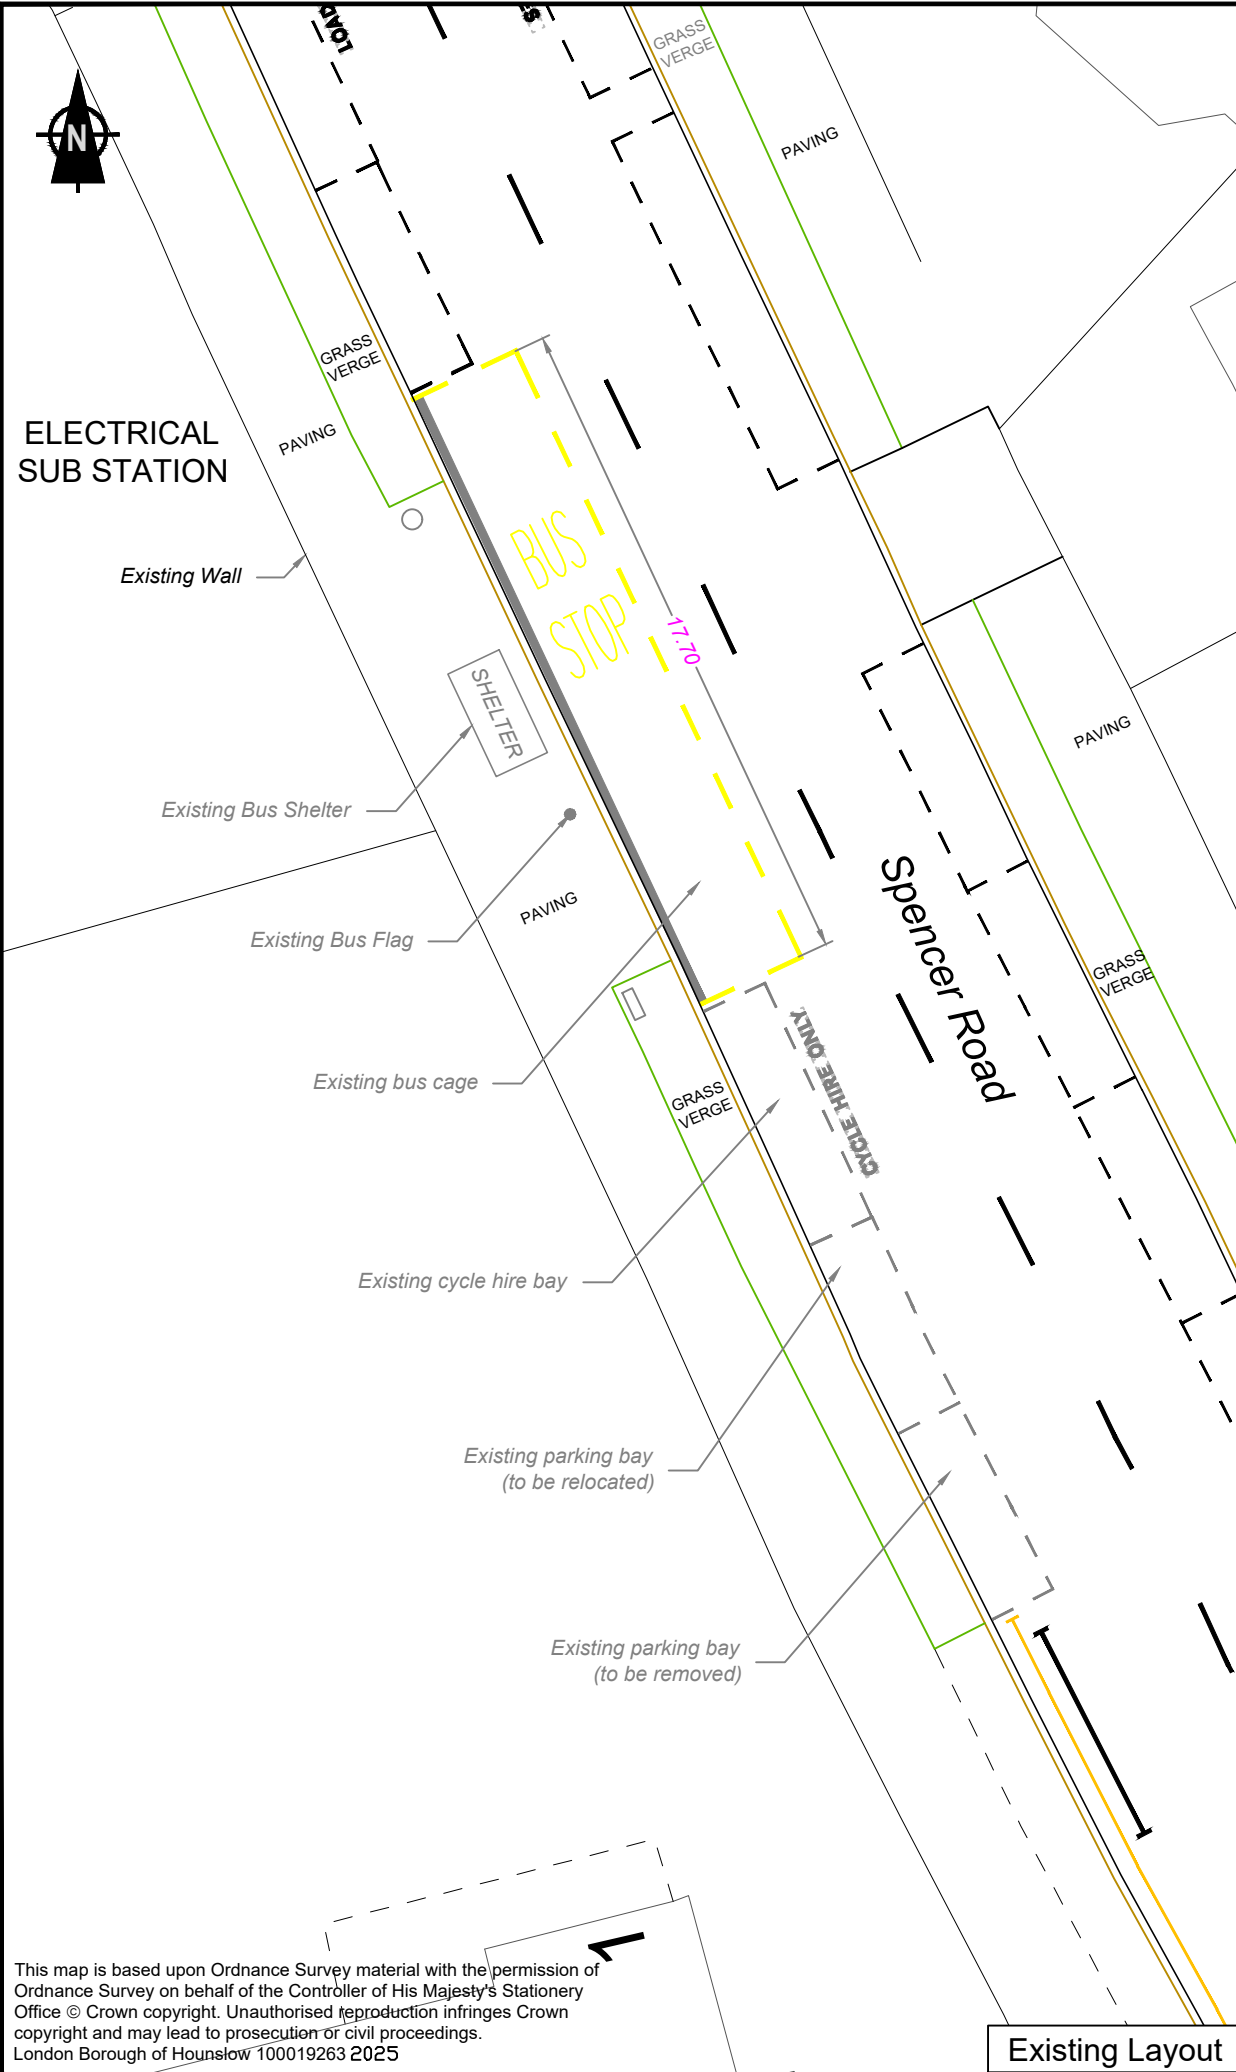 LOAD
GRASS
VERGE
N
PAVING
GRASS
VERGE
ELECTRICAL
SUB STATION
PAVING
BUS
STOP
Existing Wall
17.70
SHELTER
PAVING
Existing Bus Shelter
Spencer Road
PAVING
Existing Bus Flag
GRASS
VERGE
CYCLE HIRE ONLY
Existing bus cage
GRASS
VERGE
Existing cycle hire bay
Existing parking bay
(to be relocated)
Existing parking bay
(to be removed)
1
This map is based upon Ordnance Survey material with the permission of
Ordnance Survey on behalf of the Controller of His Majesty's Stationery
Office © Crown copyright. Unauthorised reproduction infringes Crown
copyright and may lead to prosecution or civil proceedings.
London Borough of Hounslow 100019263 2025
Existing Layout